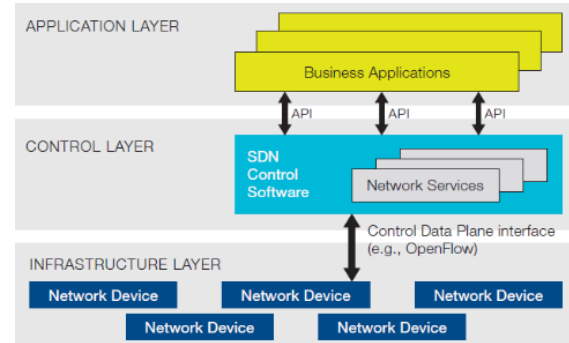 APPLICATION LAYER
Business Applications
API
API
API
CONTROL LAYER
SDN
Control
Software
Network Services
Control Data Plane interface
(e.g., OpenFlow)
INFRASTRUCTURE LAYER
Network Device
Network Device
Network Device
Network Device
Network Device